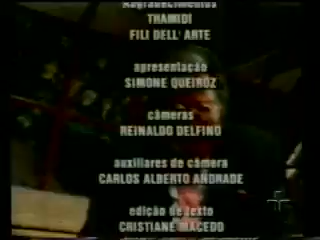 Agradecimentos
THAMIDI
FILI DELL' ARTE
apresentação
SIMONE QUEIROZ
câmeras
REINALDO DELFINO
auxiliares de câmera
CARLOS ALBERTO ANDRADE
edição de texto
CRISTIANE MACEDO